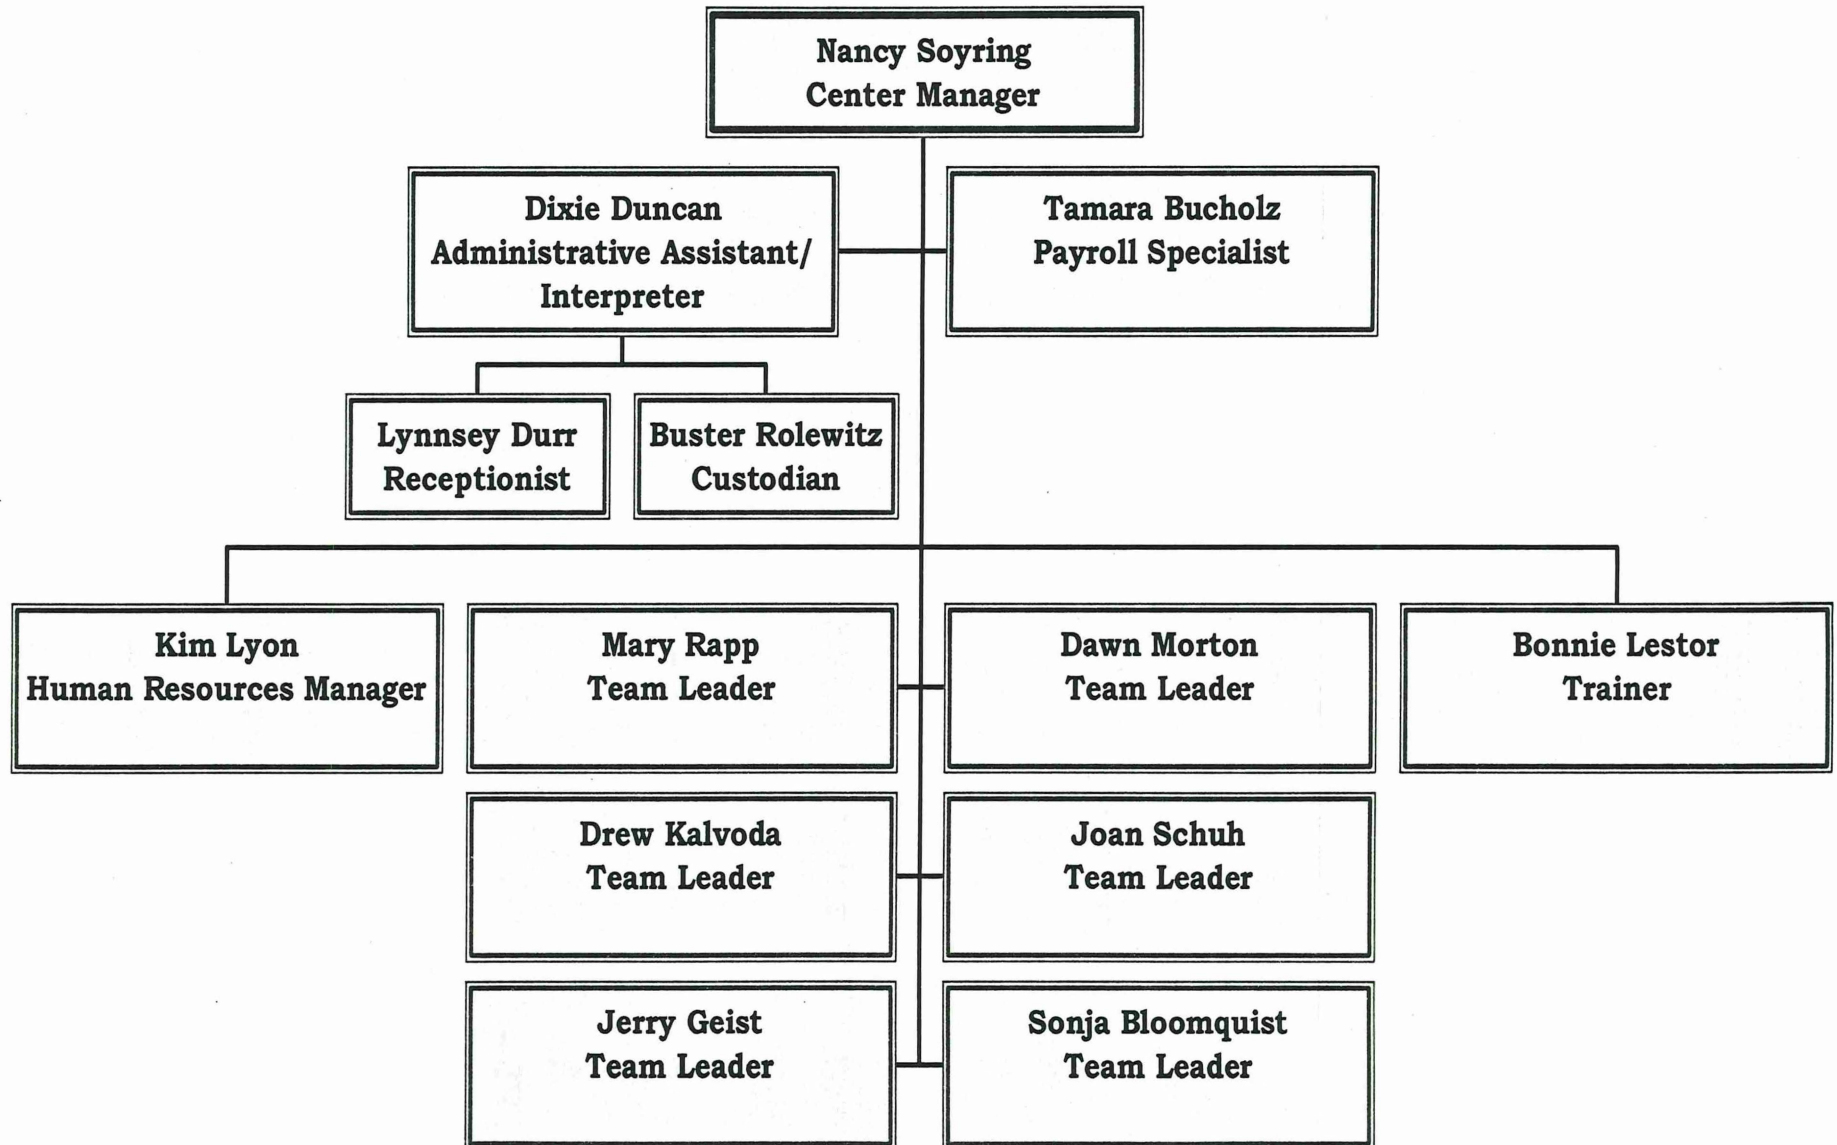 Nancy Soyring
Center Manager
Dixie Duncan
Administrative Assistant/
Interpreter
Tamara Bucholz
Payroll Specialist
Lynnsey Durr
Receptionist
Buster Rolewitz
Custodian
Kim Lyon
Human Resources Manager
Mary Rapp
Team Leader
Dawn Morton
Team Leader
Bonnie Lestor
Trainer
Drew Kalvoda
Team Leader
Joan Schuh
Team Leader
Jerry Geist
Team Leader
Sonja Bloomquist
Team Leader